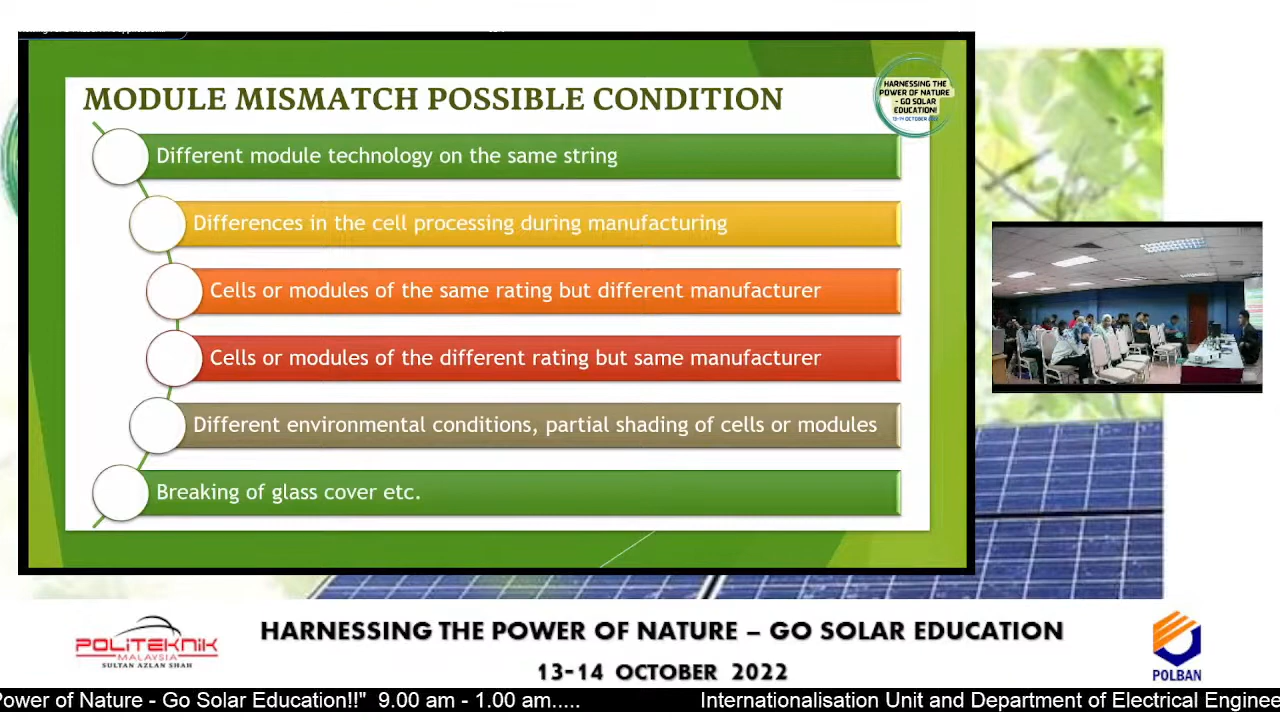 MODULE MISMATCH POSSIBLE CONDITION
HARNESSING THE
POWER OF NATURE
- GO SOLAR
EDUCATION!
13-14 OCTOBER 2022
Different module technology on the same string
Differences in the cell processing during manufacturing
Cells or modules of the same rating but different manufacturer
Cells or modules of the different rating but same manufacturer
Different environmental conditions, partial shading of cells or modules
Breaking of glass cover etc.
POLITEKNIK
MALAYSIA
SULTAN AZLAN SHAH
HARNESSING THE POWER OF NATURE – GO SOLAR EDUCATION
13-14 OCTOBER 2022
POLBAN
Power of Nature - Go Solar Education!!" 9.00 am - 1.00 am..... Internationalisation Unit and Department of Electrical Enginee